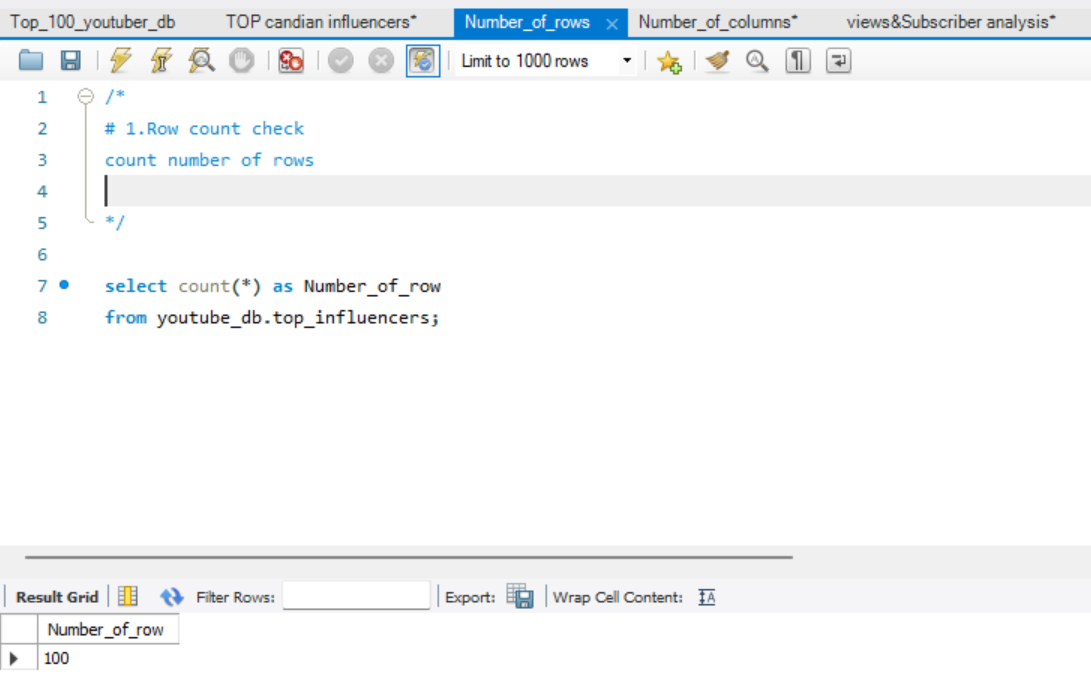 Top_100_youtuber_db TOP candian influencers* Number_of_rows × Number_of_columns* views&Subscriber analysis*
Limit to 1000 rows
1 /*
2 # 1.Row count check
3 count number of rows
4
5 */
6
7 select count(*) as Number_of_row
8 from youtube_db.top_influencers;
Result Grid Filter Rows: Export: Wrap Cell Content:
Number_of_row
100